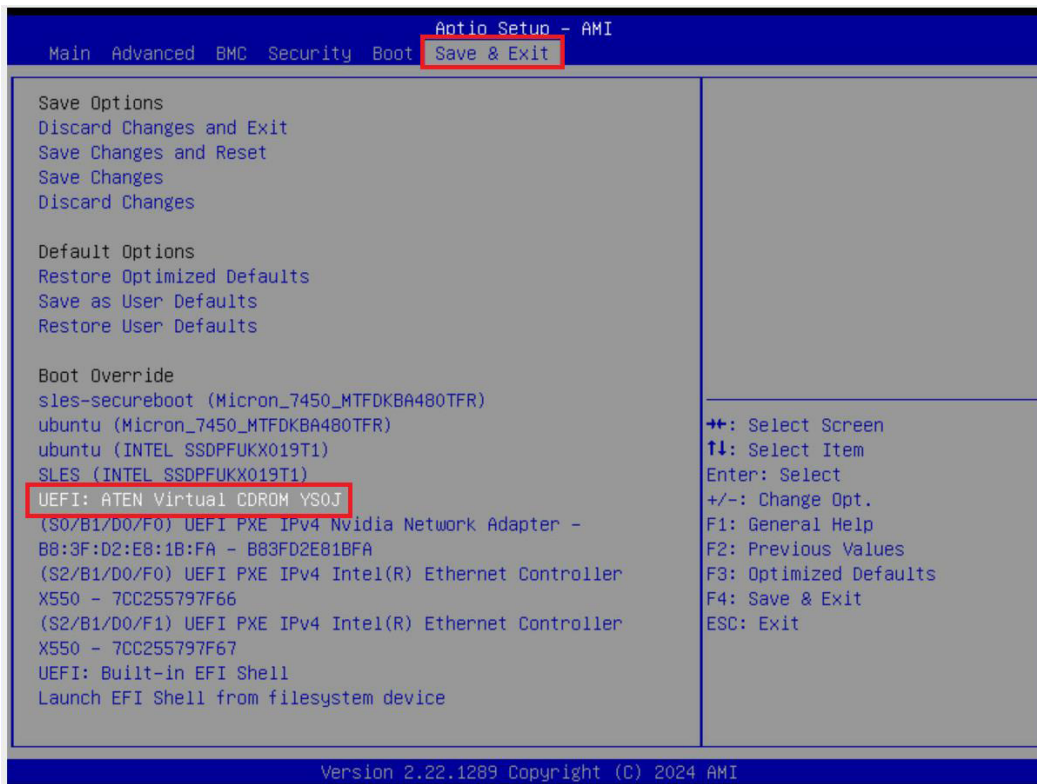 Aptio Setup – AMI
Main Advanced BMC Security Boot Save & Exit
Save Options
Discard Changes and Exit
Save Changes and Reset
Save Changes
Discard Changes
Default Options
Restore Optimized Defaults
Save as User Defaults
Restore User Defaults
Boot Override
sles-secureboot (Micron_7450_MTFDKBA480TFR)
ubuntu (Micron_7450_MTFDKBA480TFR)
ubuntu (INTEL SSDPFUKX019T1)
SLES (INTEL SSDPFUKX019T1)
UEFI: ATEN Virtual CDROM YS0J
(S0/B1/D0/F0) UEFI PXE IPv4 Nvidia Network Adapter –
B8:3F:D2:E8:1B:FA – B83FD2E81BFA
(S2/B1/D0/F0) UEFI PXE IPv4 Intel(R) Ethernet Controller
X550 – 7CC255797F66
(S2/B1/D0/F1) UEFI PXE IPv4 Intel(R) Ethernet Controller
X550 – 7CC255797F67
UEFI: Built-in EFI Shell
Launch EFI Shell from filesystem device
→←: Select Screen
↑↓: Select Item
Enter: Select
+/-: Change Opt.
F1: General Help
F2: Previous Values
F3: Optimized Defaults
F4: Save & Exit
ESC: Exit
Version 2.22.1289 Copyright (C) 2024 AMI